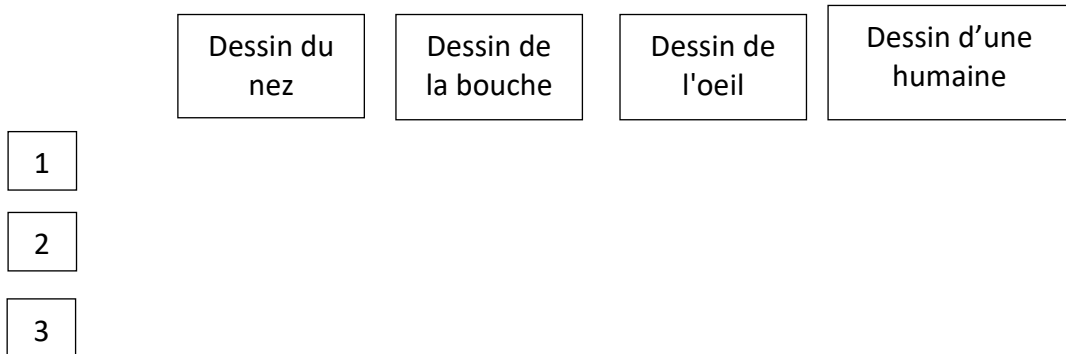 Dessin du
nez
Dessin de
la bouche
Dessin de
l'oeil
Dessin d’une
humaine
1
2
3